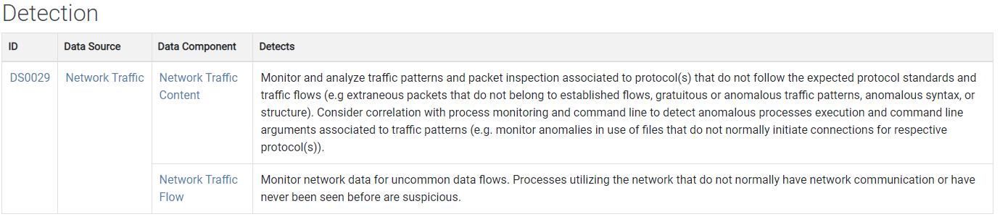 Detection
ID
Data Source
Data Component
Detects
DS0029
Network Traffic
Network Traffic
Content
Monitor and analyze traffic patterns and packet inspection associated to protocol(s) that do not follow the expected protocol standards and
traffic flows (e.g extraneous packets that do not belong to established flows, gratuitous or anomalous traffic patterns, anomalous syntax, or
structure). Consider correlation with process monitoring and command line to detect anomalous processes execution and command line
arguments associated to traffic patterns (e.g. monitor anomalies in use of files that do not normally initiate connections for respective
protocol(s)).
Network Traffic
Flow
Monitor network data for uncommon data flows. Processes utilizing the network that do not normally have network communication or have
never been seen before are suspicious.